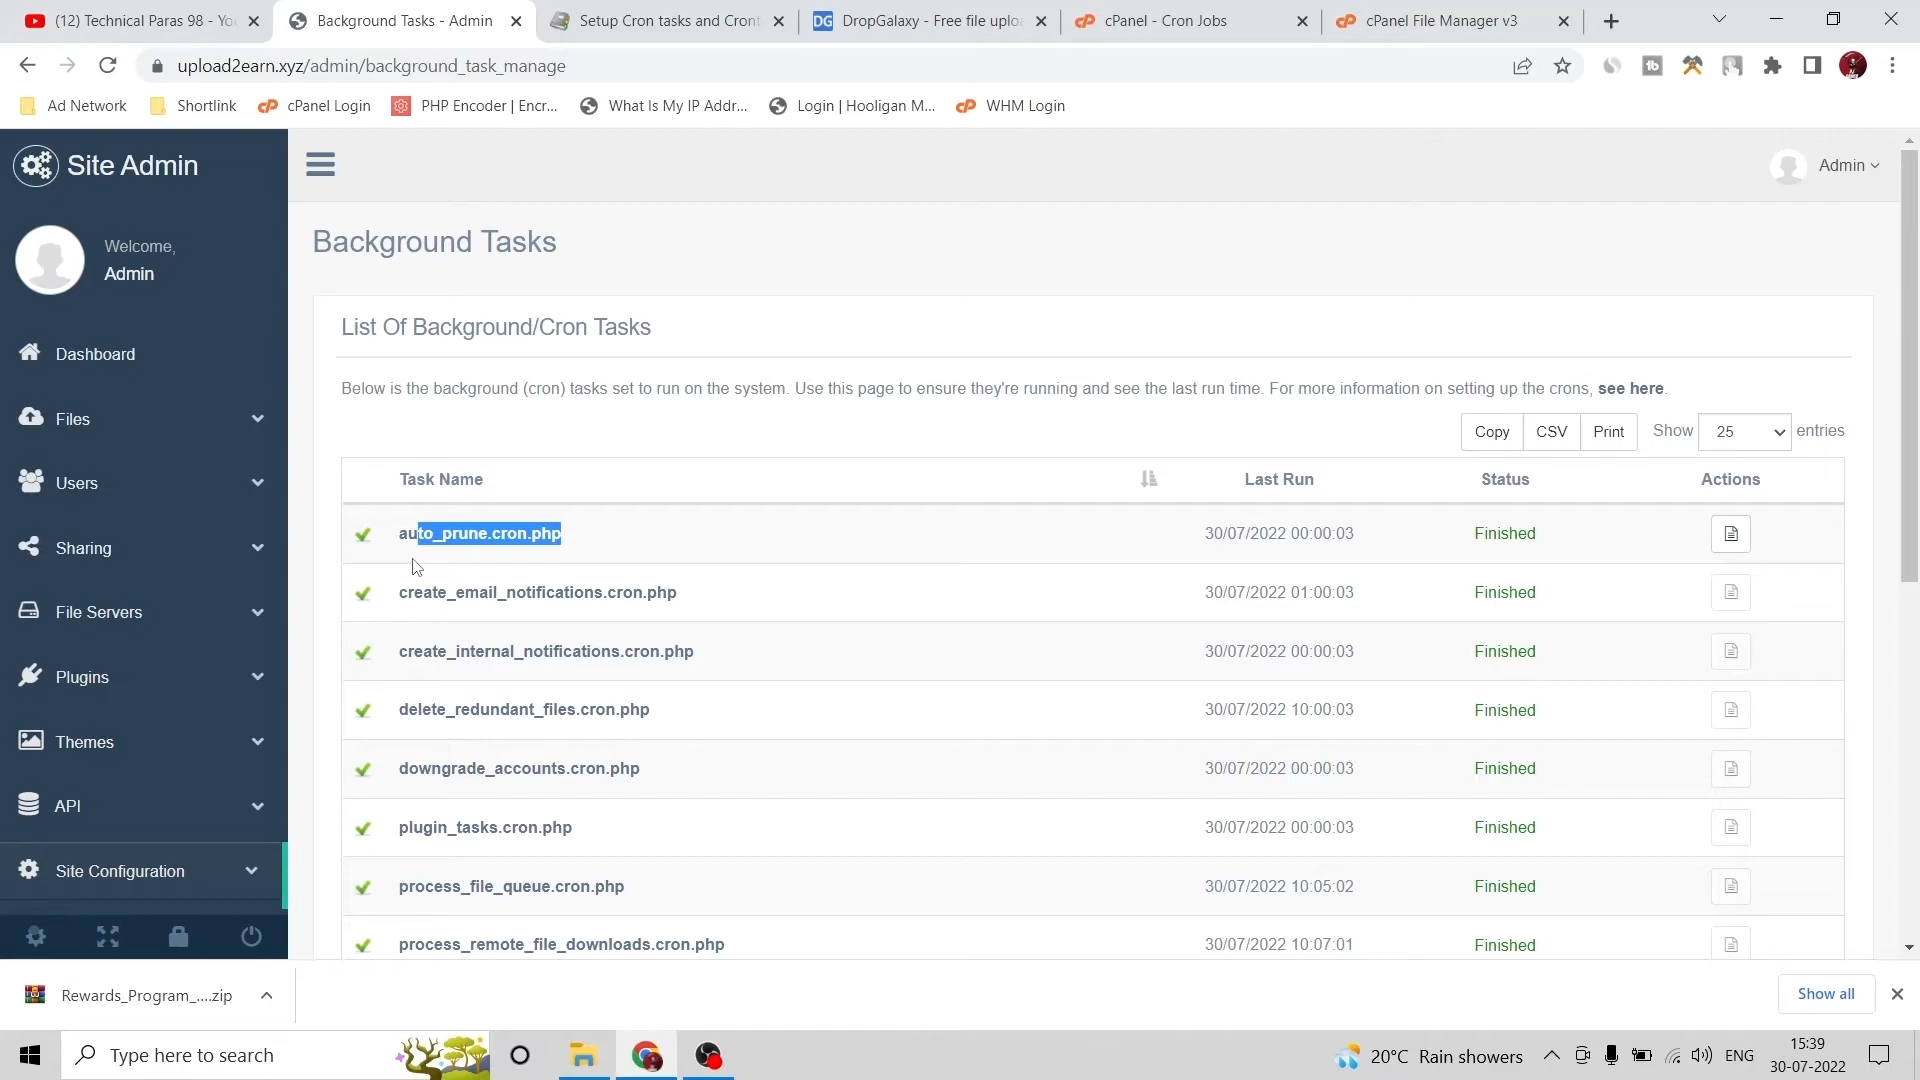 (12) Technical Paras 98 - Yo
Background Tasks - Admin
Setup Cron tasks and Cront
DropGalaxy - Free file uploa
cPanel - Cron Jobs
cPanel File Manager v3
upload2earn.xyz/admin/background_task_manage
Ad Network
Shortlink
cPanel Login
PHP Encoder | Encr...
What Is My IP Addr...
Login | Hooligan M...
WHM Login
Site Admin
Admin
Welcome,
Admin
Dashboard
Files
Users
Sharing
File Servers
Plugins
Themes
API
Site Configuration
Background Tasks
List Of Background/Cron Tasks
Below is the background (cron) tasks set to run on the system. Use this page to ensure they're running and see the last run time. For more information on setting up the crons, see here.
Copy CSV Print Show 25 entries
Task Name Last Run Status Actions
auto_prune.cron.php 30/07/2022 00:00:03 Finished
create_email_notifications.cron.php 30/07/2022 01:00:03 Finished
create_internal_notifications.cron.php 30/07/2022 00:00:03 Finished
delete_redundant_files.cron.php 30/07/2022 10:00:03 Finished
downgrade_accounts.cron.php 30/07/2022 00:00:03 Finished
plugin_tasks.cron.php 30/07/2022 00:00:03 Finished
process_file_queue.cron.php 30/07/2022 10:05:02 Finished
process_remote_file_downloads.cron.php 30/07/2022 10:07:01 Finished
Rewards_Program_....zip
Show all
Type here to search
20°C Rain showers
ENG
15:39
30-07-2022